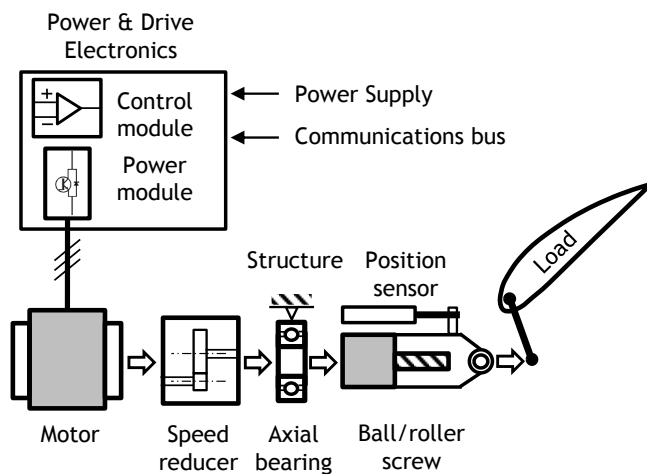 Power & Drive
Electronics
Control
module
Power
module
Power Supply
Communications bus
Structure
Position
sensor
Load
Motor
Speed
reducer
Axial
bearing
Ball/roller
screw